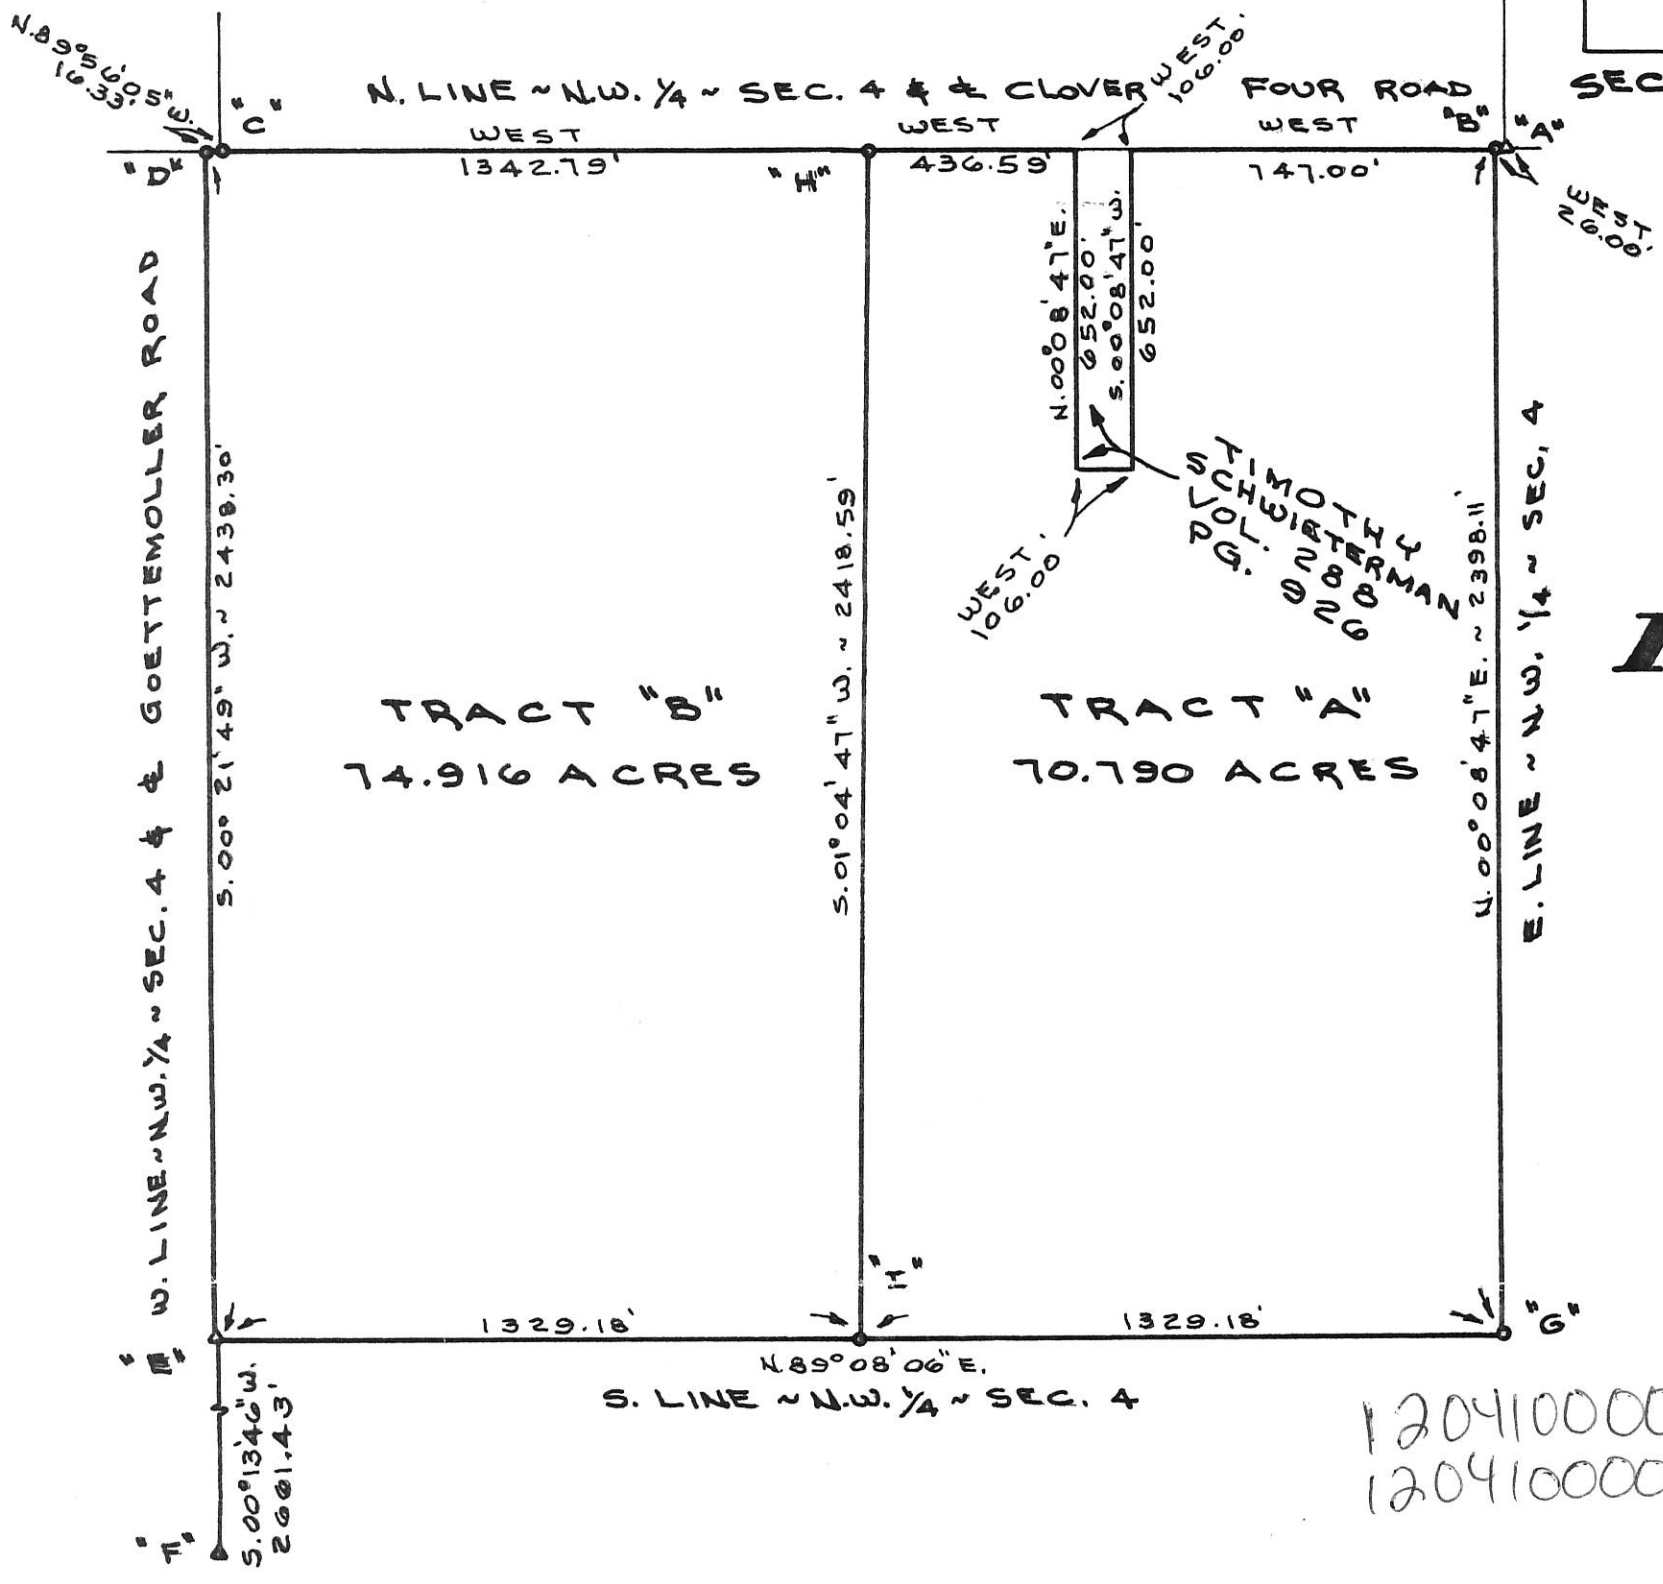 N.89°56'05"W.
16.33'
"C"
N. LINE ~ N.W. ¼ ~ SEC. 4 & ℄ CLOVER FOUR ROAD
WEST
106.00'
SEC
"D"
WEST
1342.79'
"H"
WEST
436.59'
WEST
747.00'
"B"
"A"
WEST
26.00'
N.00°08'47"E.
652.00'
S.00°08'47"W.
652.00'
W. LINE ~ N.W. ¼ ~ SEC. 4 & ℄ GOETTEMOLLER ROAD
S.00°21'49"W. ~ 2438.30'
S.01°04'47"W. ~ 2418.59'
WEST
106.00'
TIMOTHY
SCHWIETERMAN
VOL. 288
PG. 926
N.00°08'47"E. ~ 2398.11'
E. LINE ~ N.W. ¼ ~ SEC. 4
TRACT "B"
74.916 ACRES
TRACT "A"
70.790 ACRES
"I"
1329.18'
1329.18'
"G"
"E"
N.89°08'06"E.
S. LINE ~ N.W. ¼ ~ SEC. 4
S.00°13'46"W.
2661.43'
"F"
120410000
120410000